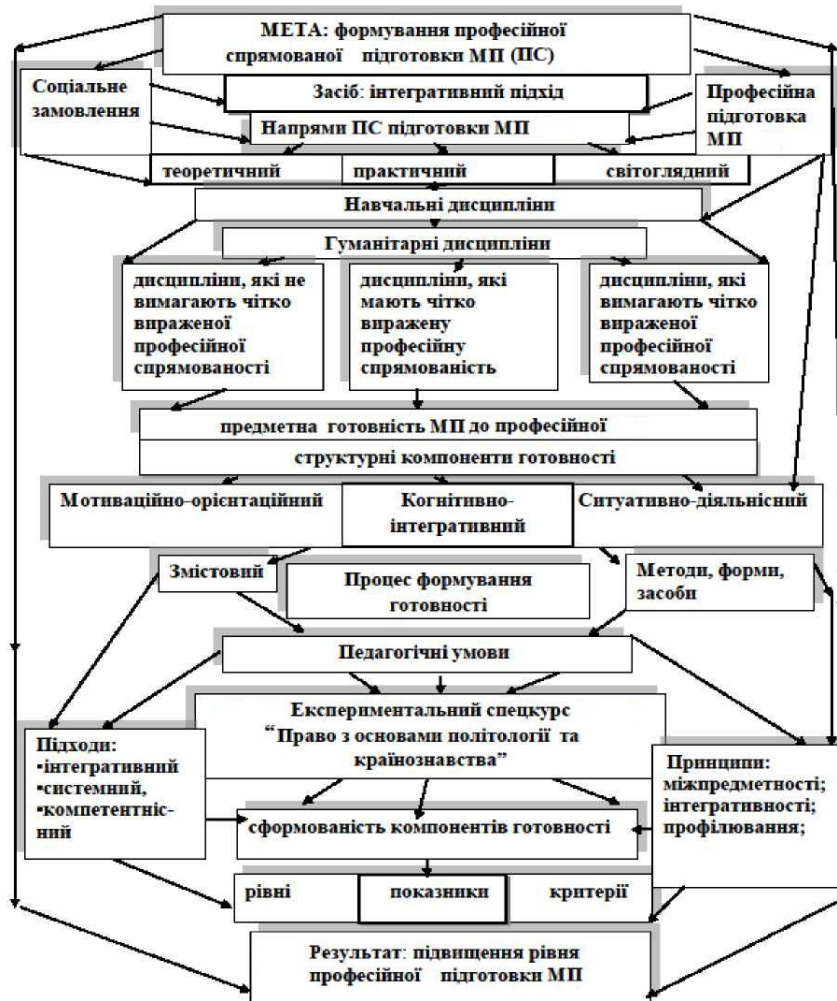 МЕТА: формування професійної
спрямованої підготовки МП (ПС)
Соціальне
замовлення
Засіб: інтегративний підхід
Професійна
підготовка
МП
Напрями ПС підготовки МП
теоретичний
практичний
світоглядний
Навчальні дисципліни
Гуманітарні дисципліни
дисципліни, які не
вимагають чітко
вираженої
професійної
спрямованості
дисципліни, які
мають чітко
виражену
професійну
спрямованість
дисципліни, які
вимагають чітко
вираженої
професійної
спрямованості
предметна готовність МП до професійної
структурні компоненти готовності
Мотиваційно-орієнтаційний
Когнітивно-
інтегративний
Ситуативно-діяльнісний
Змістовий
Процес формування
готовності
Методи, форми,
засоби
Педагогічні умови
Експериментальний спецкурс
“Право з основами політології та
країнознавства”
Підходи:
▪інтегративний
▪системний,
▪компетентніс-
ний
Принципи:
міжпредметності;
інтегративності;
профілювання;
сформованість компонентів готовності
рівні
показники
критерії
Результат: підвищення рівня
професійної підготовки МП